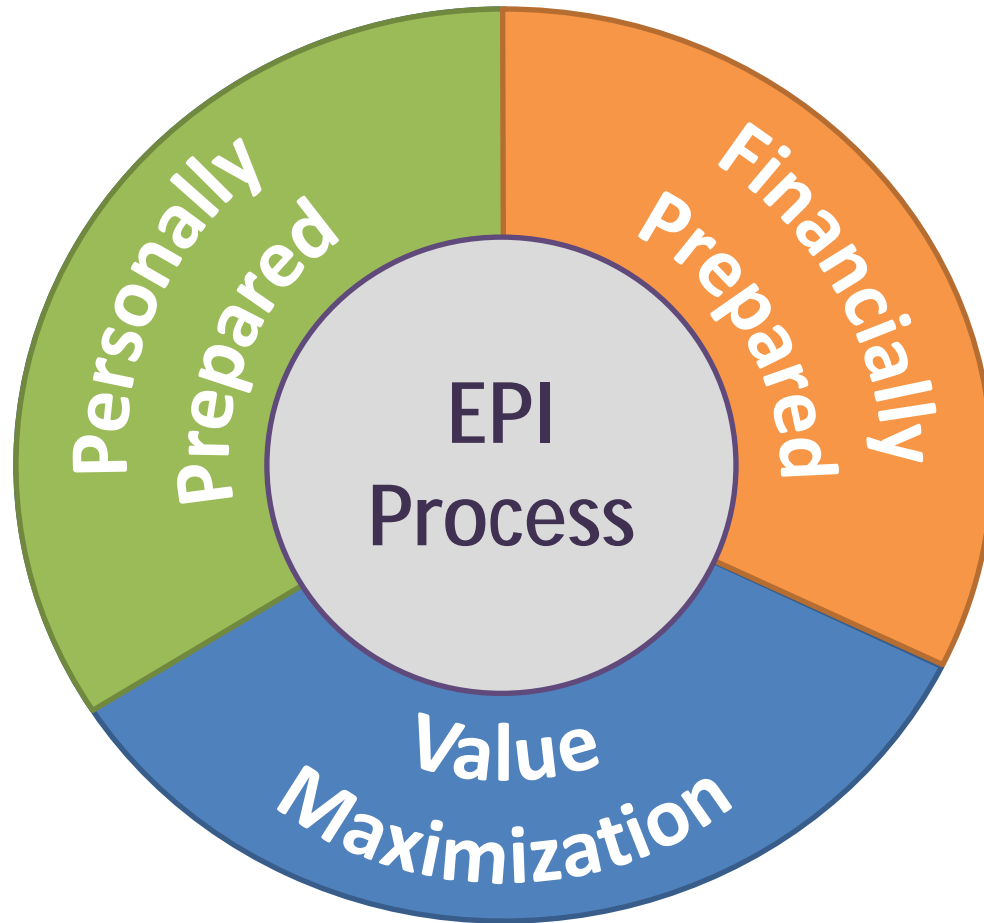 Personally
Prepared
Financially
Prepared
EPI
Process
Value
Maximization